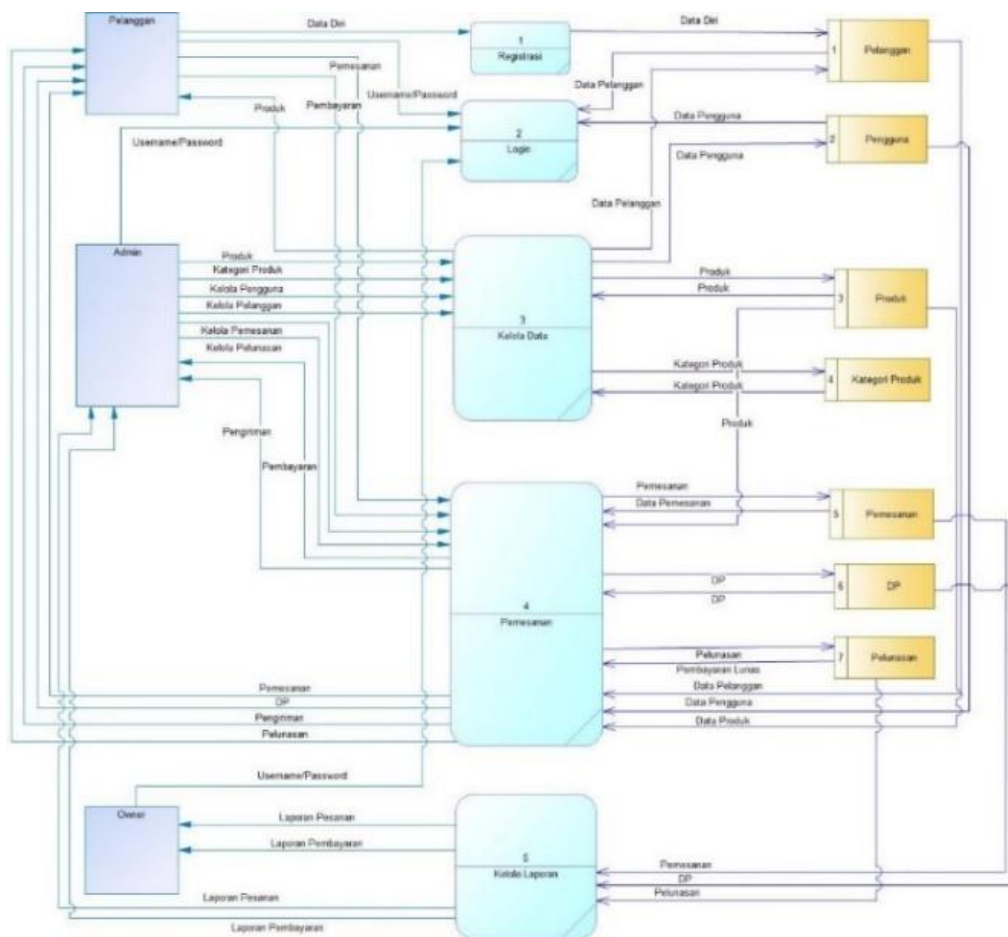 Pelanggan
Data Diri
1
Registrasi
Data Diri
1
Pelanggan
Pemesanan
Data Pelanggan
Produk
Pembayaran
Username/Password
Username/Password
2
Login
Data Pengguna
2
Pengguna
Data Pengguna
Data Pelanggan
Admin
Produk
Kategori Produk
Kelola Pengguna
Kelola Pelanggan
Kelola Pemesanan
Kelola Pelunasan
3
Kelola Data
Produk
Produk
3
Produk
Kategori Produk
Kategori Produk
4
Kategori Produk
Produk
Pengiriman
Pembayaran
4
Pemesanan
Pemesanan
Data Pemesanan
5
Pemesanan
DP
DP
6
DP
Pelunasan
Pembayaran Lunas
7
Pelunasan
Data Pelanggan
Data Pengguna
Data Produk
Pemesanan
DP
Pengiriman
Pelunasan
Username/Password
Owner
Laporan Pesanan
Laporan Pembayaran
5
Kelola Laporan
Pemesanan
DP
Pelunasan
Laporan Pesanan
Laporan Pembayaran